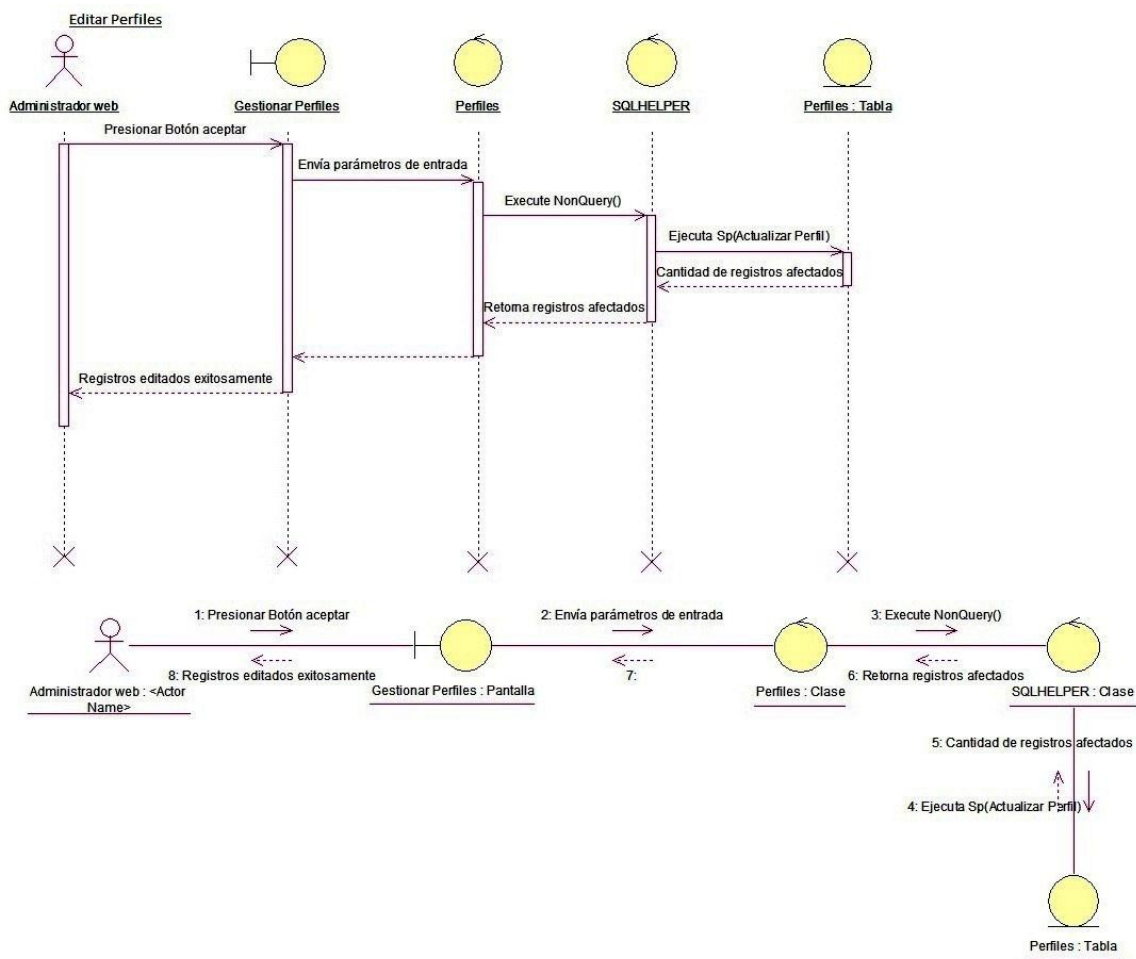 Editar Perfiles
Administrador web
Gestionar Perfiles
Perfiles
SQLHELPER
Perfiles : Tabla
Presionar Botón aceptar
Envía parámetros de entrada
Execute NonQuery()
Ejecuta Sp(Actualizar Perfil)
Cantidad de registros afectados
Retorna registros afectados
Registros editados exitosamente
1: Presionar Botón aceptar
2: Envía parámetros de entrada
3: Execute NonQuery()
8: Registros editados exitosamente
7:
6: Retorna registros afectados
Administrador web : <Actor
Name>
Gestionar Perfiles : Pantalla
Perfiles : Clase
SQLHELPER : Clase
5: Cantidad de registros afectados
4: Ejecuta Sp(Actualizar Perfil)
Perfiles : Tabla